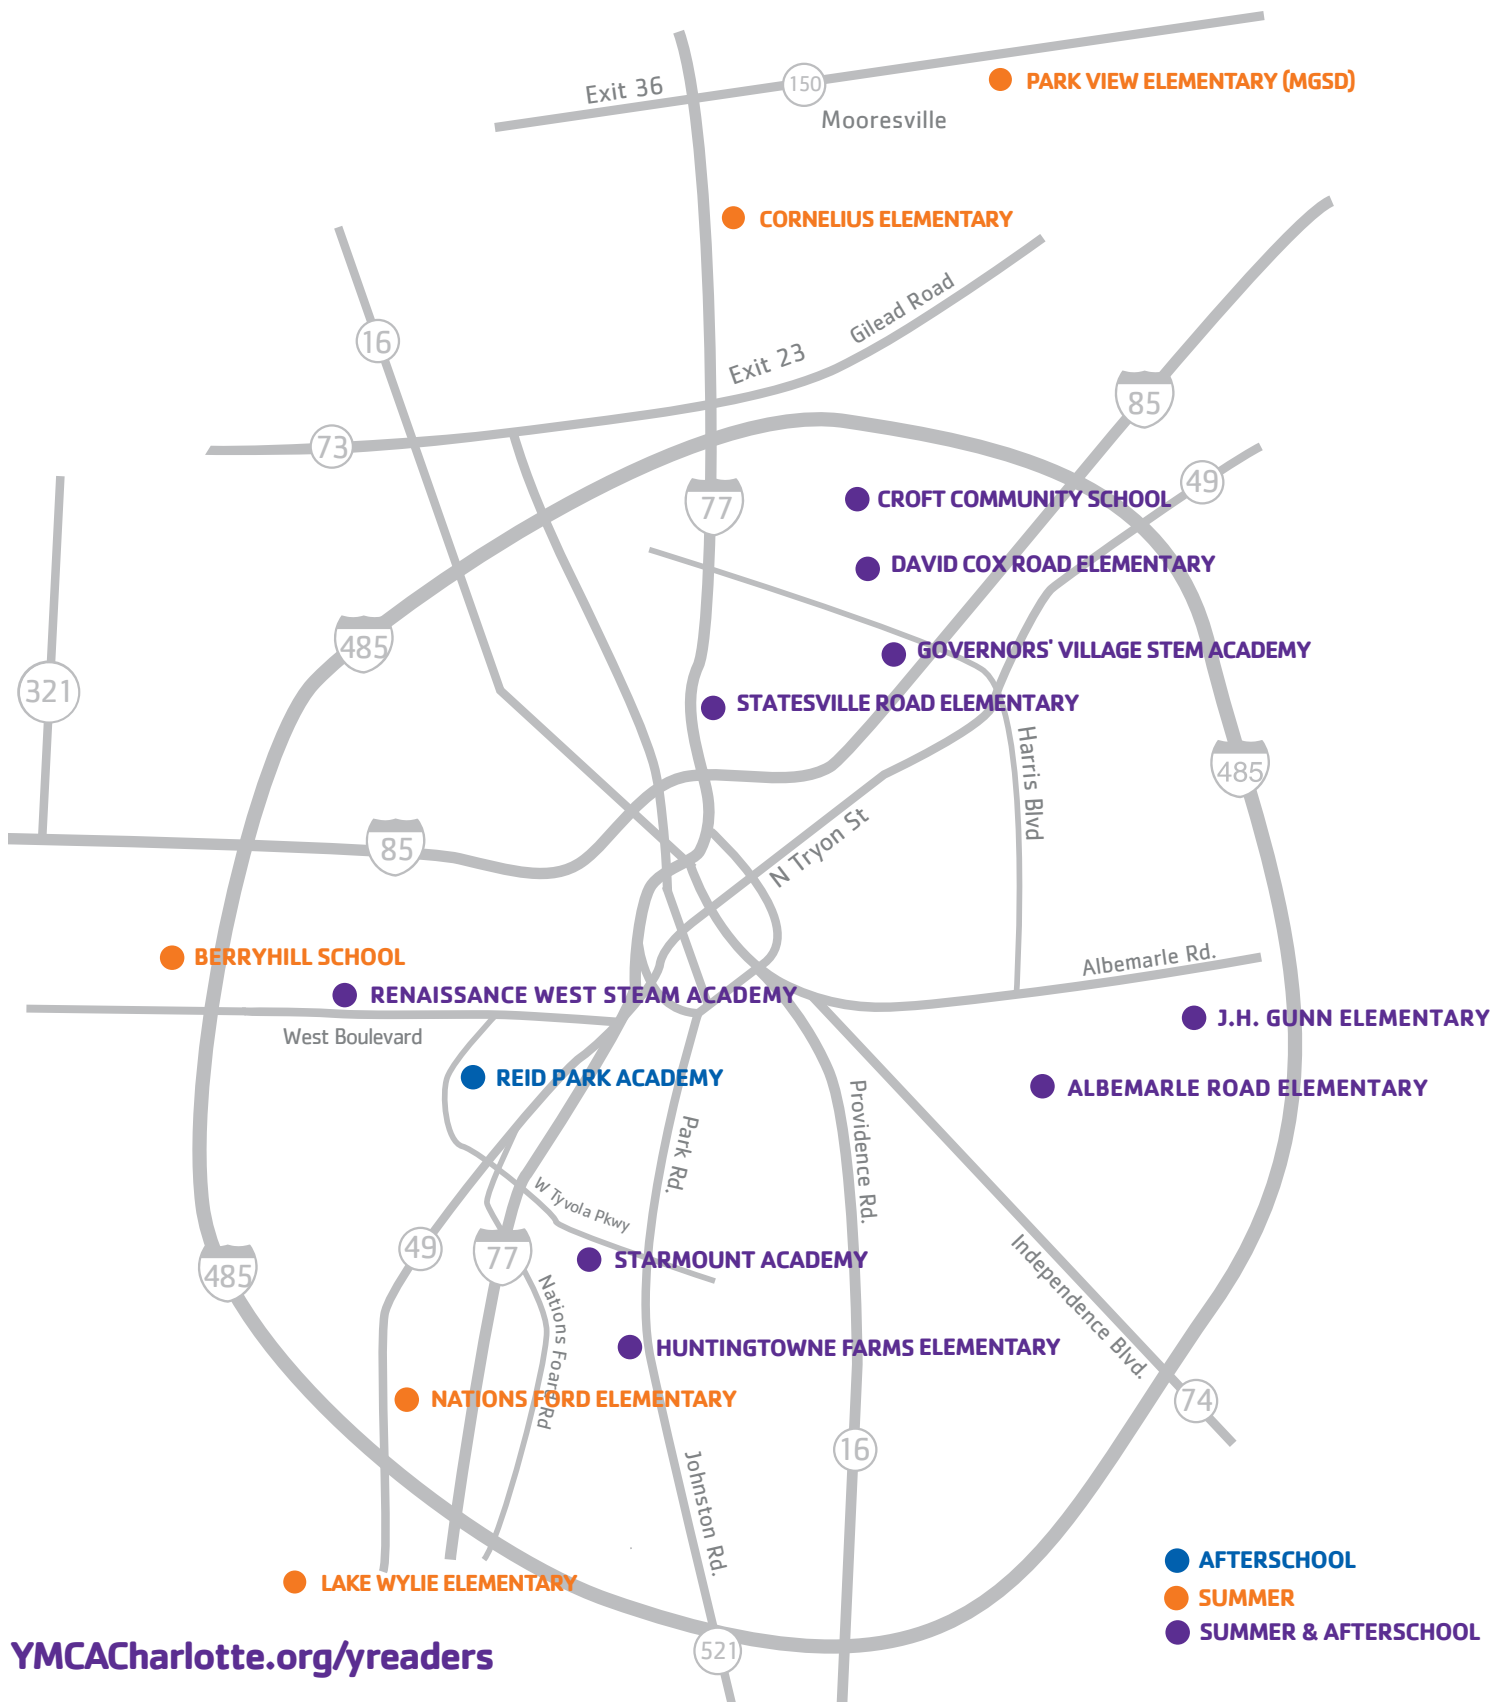 Exit 36
150
PARK VIEW ELEMENTARY (MGSD)
Mooresville
CORNELIUS ELEMENTARY
Gilead Road
16
Exit 23
85
73
49
77
CROFT COMMUNITY SCHOOL
DAVID COX ROAD ELEMENTARY
485
GOVERNORS' VILLAGE STEM ACADEMY
321
STATESVILLE ROAD ELEMENTARY
Harris Blvd
485
85
N Tryon St
BERRYHILL SCHOOL
Albemarle Rd.
RENAISSANCE WEST STEAM ACADEMY
J.H. GUNN ELEMENTARY
West Boulevard
REID PARK ACADEMY
ALBEMARLE ROAD ELEMENTARY
Park Rd.
Providence Rd.
W Tyvola Pkwy
49
77
485
STARMOUNT ACADEMY
Independence Blvd.
Nations Foard Rd
HUNTINGTOWNE FARMS ELEMENTARY
NATIONS FORD ELEMENTARY
74
16
Johnston Rd.
AFTERSCHOOL
LAKE WYLIE ELEMENTARY
SUMMER
SUMMER & AFTERSCHOOL
521
YMCACharlotte.org/yreaders